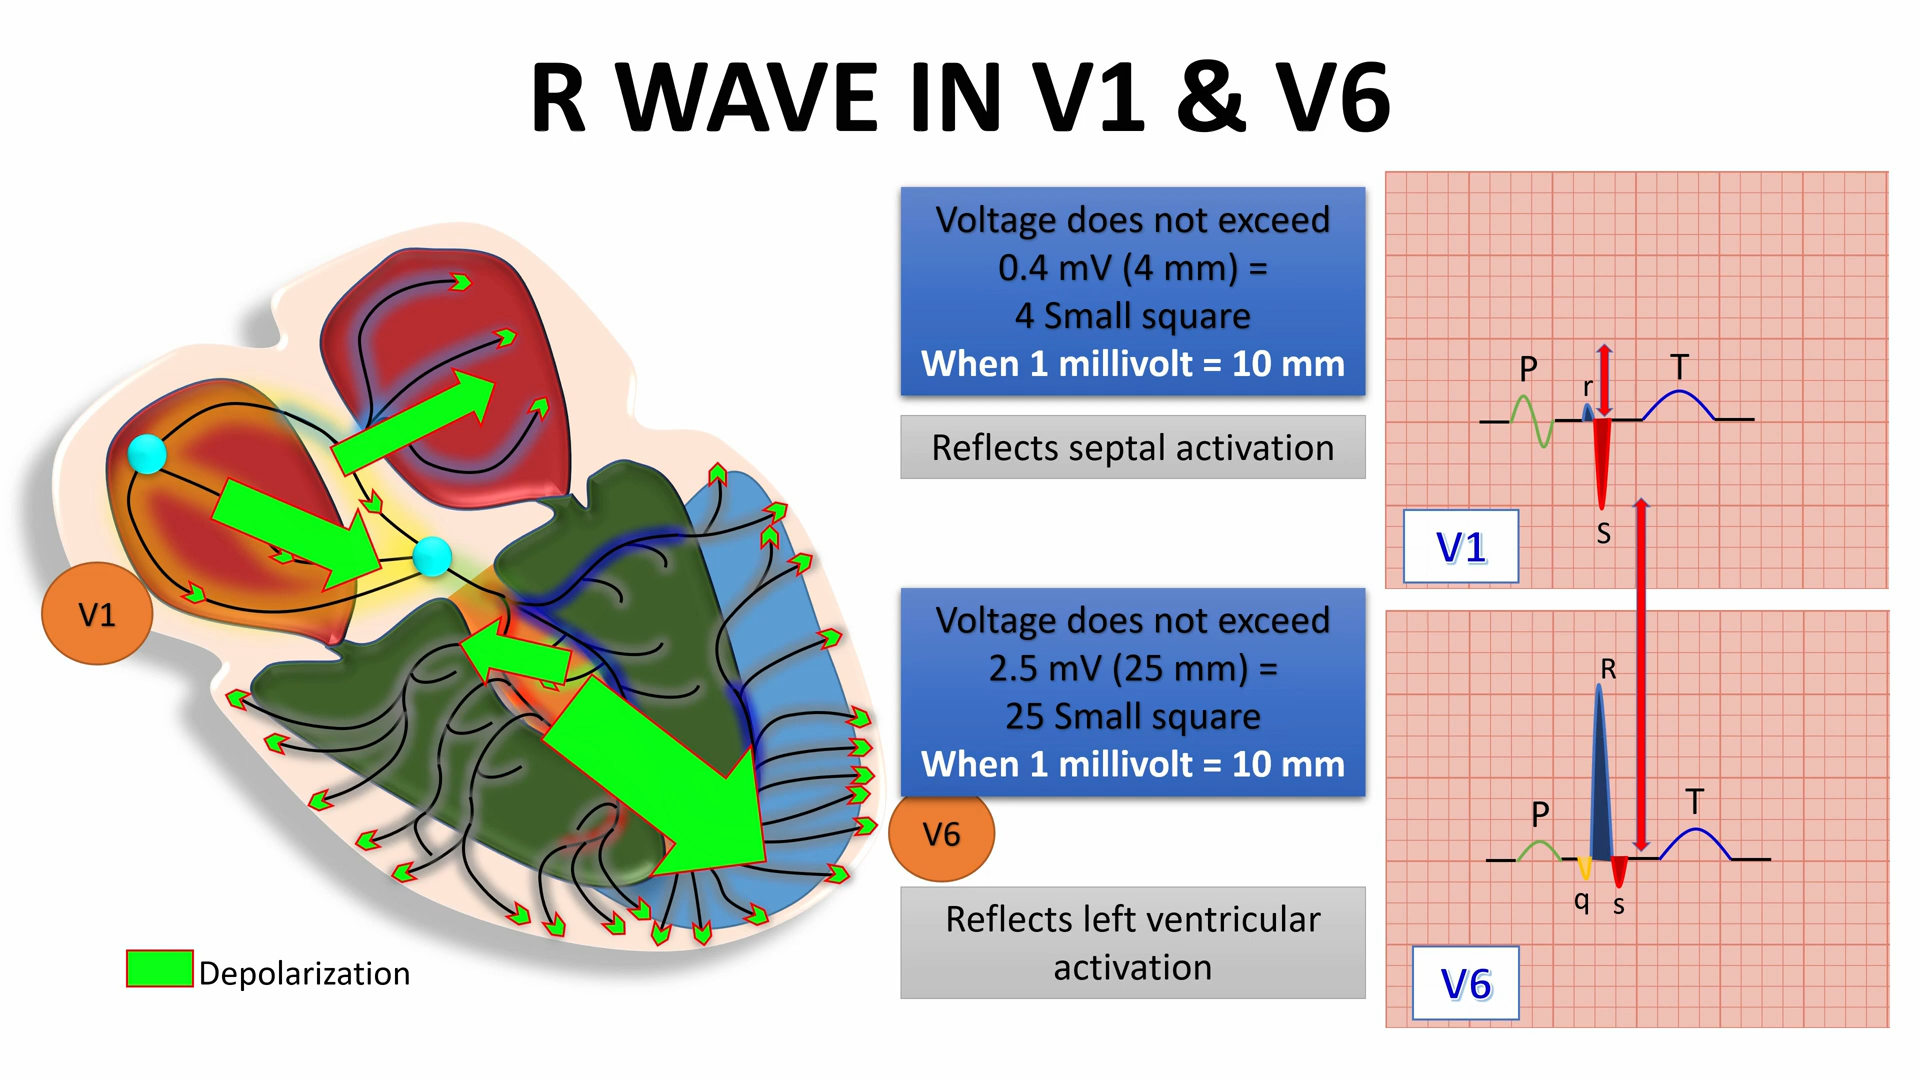 R WAVE IN V1 & V6
Voltage does not exceed
0.4 mV (4 mm) =
4 Small square
When 1 millivolt = 10 mm
Reflects septal activation
P
r
T
S
V1
V1
Voltage does not exceed
2.5 mV (25 mm) =
25 Small square
When 1 millivolt = 10 mm
V6
Reflects left ventricular
activation
R
P
T
q
s
V6
Depolarization